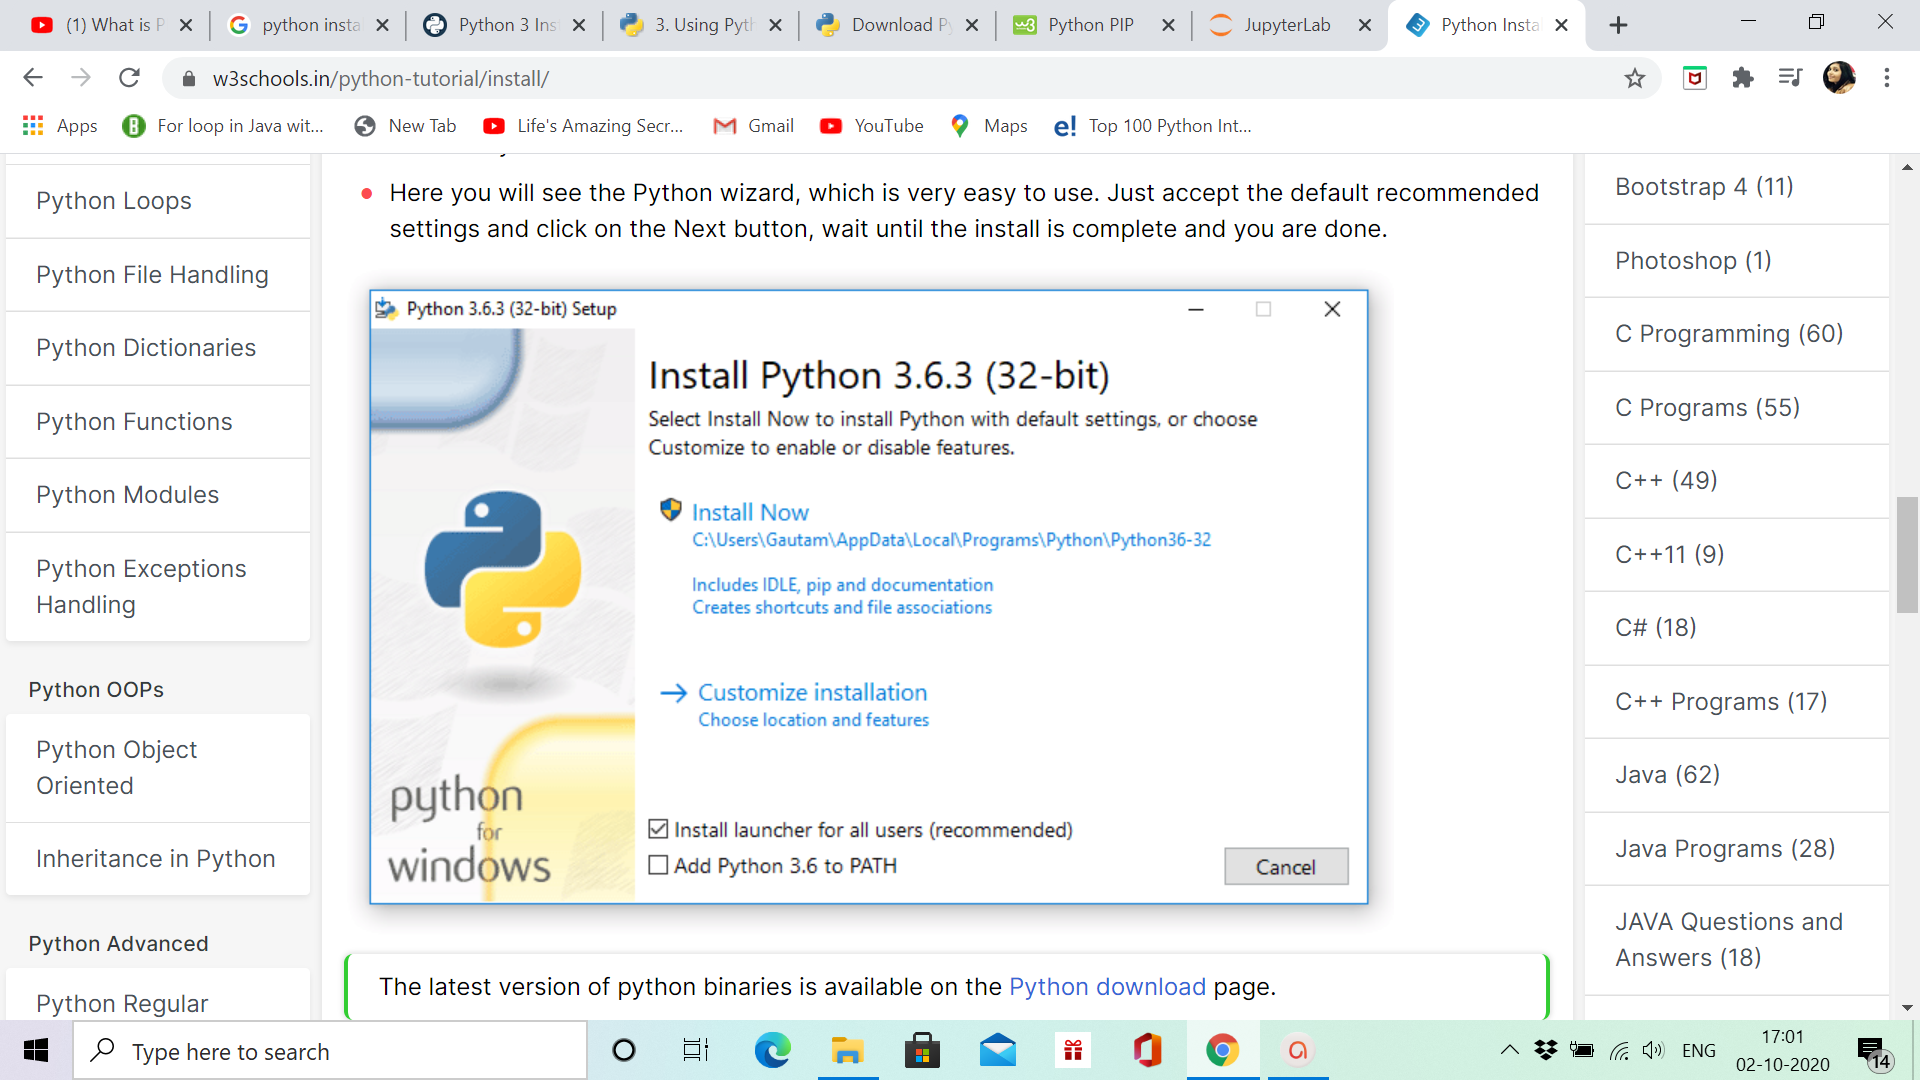 (1) What is P
python insta
Python 3 Ins
3. Using Pyth
Download Py
Python PIP
JupyterLab
Python Insta
w3schools.in/python-tutorial/install/
Apps
For loop in Java wit...
New Tab
Life's Amazing Secr...
Gmail
YouTube
Maps
e!
Top 100 Python Int...
Python Loops
Python File Handling
Python Dictionaries
Python Functions
Python Modules
Python Exceptions
Handling
Python OOPs
Python Object
Oriented
Inheritance in Python
Python Advanced
Python Regular
Here you will see the Python wizard, which is very easy to use. Just accept the default recommended
settings and click on the Next button, wait until the install is complete and you are done.
Python 3.6.3 (32-bit) Setup
Install Python 3.6.3 (32-bit)
Select Install Now to install Python with default settings, or choose
Customize to enable or disable features.
Install Now
C:\Users\Gautam\AppData\Local\Programs\Python\Python36-32
Includes IDLE, pip and documentation
Creates shortcuts and file associations
Customize installation
Choose location and features
python
for
windows
Install launcher for all users (recommended)
Add Python 3.6 to PATH
Cancel
The latest version of python binaries is available on the Python download page.
Bootstrap 4 (11)
Photoshop (1)
C Programming (60)
C Programs (55)
C++ (49)
C++11 (9)
C# (18)
C++ Programs (17)
Java (62)
Java Programs (28)
JAVA Questions and
Answers (18)
Type here to search
ENG
17:01
02-10-2020
14